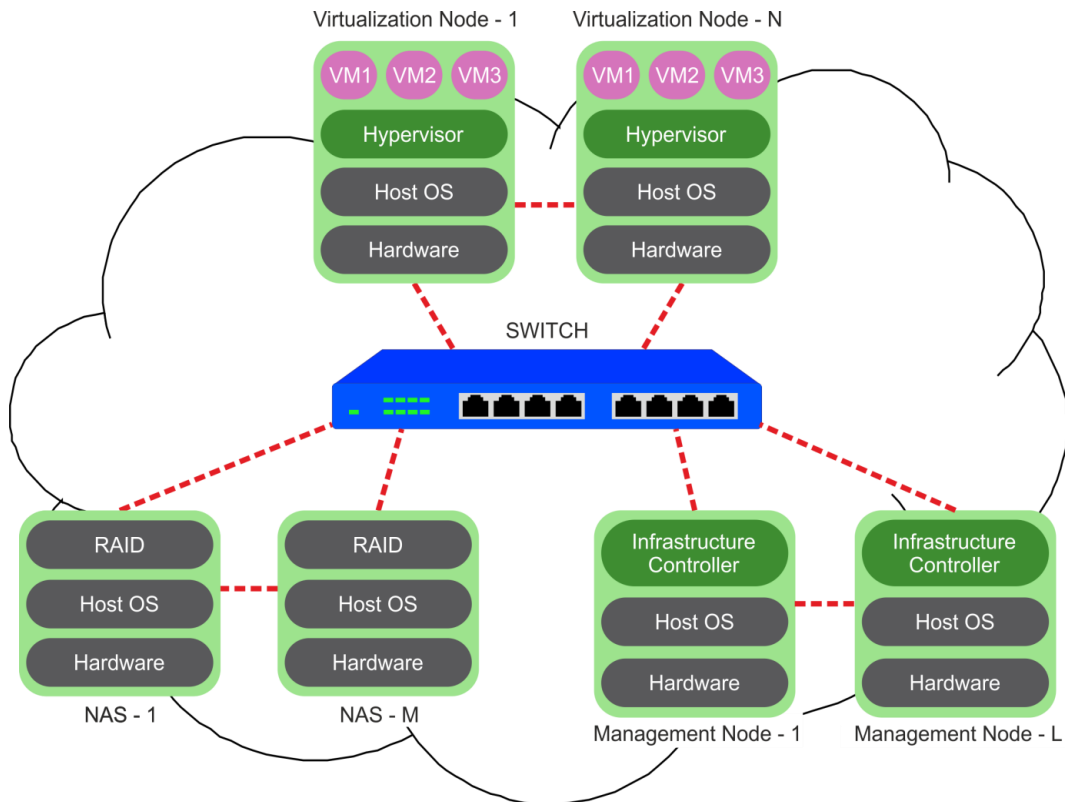 Virtualization Node - 1
Virtualization Node - N
VM1 VM2 VM3
VM1 VM2 VM3
Hypervisor
Hypervisor
Host OS
Host OS
Hardware
Hardware
SWITCH
RAID
Host OS
Hardware
NAS - 1
RAID
Host OS
Hardware
NAS - M
Infrastructure
Controller
Host OS
Hardware
Management Node - 1
Infrastructure
Controller
Host OS
Hardware
Management Node - L